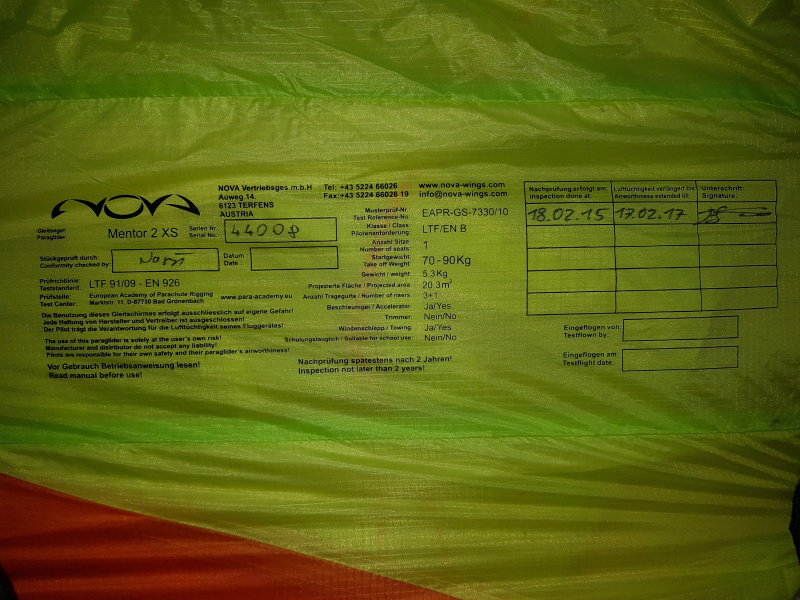 NOVA
NOVA Vertriebsges.m.b.H
Auweg 14.
6123 TERFENS
AUSTRIA
Tel: +43 5224 66026
Fax:+43 5224 66026 19
www.nova-wings.com
info@nova-wings.com
Gleitsegel:
Paraglider:
Mentor 2 XS
Serien Nr.
Serial No.:
44008
Stückgeprüft durch:
Conformity checked by:
Datum :
Date :
Prüfrichtlinie:
Teststandard:
LTF 91/09 - EN 926
Prüfstelle:
Test Center:
European Academy of Parachute Rigging
Marktstr. 11, D-87730 Bad Grönenbach
www.para-academy.eu
Die Benutzung dieses Gleitschirmes erfolgt ausschliesslich auf eigene Gefahr!
Jede Haftung von Hersteller und Vertreiber ist ausgeschlossen!
Der Pilot trägt die Verantwortung für die Lufttüchtigkeit seines Fluggerätes!
The use of this paraglider is solely at the user's own risk!
Manufacturer and distributor do not accept any liability!
Pilots are responsible for their own safety and their paraglider's airworthiness!
Vor Gebrauch Betriebsanweisung lesen!
Read manual before use!
Musterprüf-Nr.
Test Reference-No.
EAPR-GS-7330/10
Klasse / Class:
Pilotenanforderung:
LTF/EN B
Anzahl Sitze
Number of seats:
1
Startgewicht:
Take off Weight:
70-90Kg
Gewicht / weight:
5.3Kg
Projezierte Fläche / Projected area:
20.3m²
Anzahl Tragegurte / Number of risers:
3+1
Beschleuniger / Accelerator
Ja/Yes
Trimmer:
Nein/No
Windenschlepp / Towing
Ja/Yes
Schulungstauglich / Suitable for school use
Nein/No
Nachprüfung spätestens nach 2 Jahren!
Inspection not later than 2 years!
Nachprüfung erfolgt am:
Inspection done at:
Lufttüchtigkeit verlängert bis:
Airworthiness extended till:
Unterschrift:
Signature:
18.02.15
17.02.17
Eingeflogen von:
Testflown by:
Eingeflogen am
Testflight date